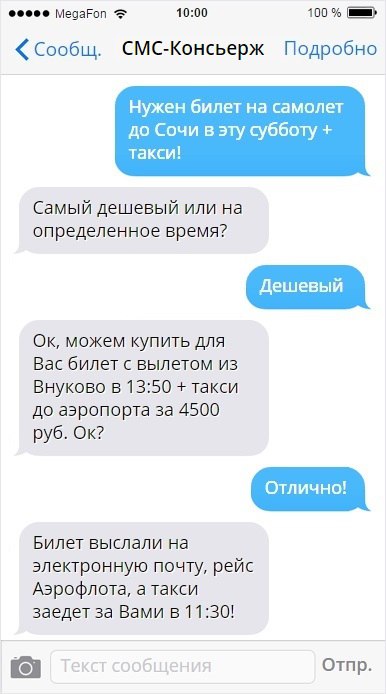 MegaFon 10:00 100 %
Сообщ. СМС-Консьерж Подробно
Нужен билет на самолет
до Сочи в эту субботу +
такси!
Самый дешевый или на
определенное время?
Дешевый
Ок, можем купить для
Вас билет с вылетом из
Внуково в 13:50 + такси
до аэропорта за 4500
руб. Ок?
Отлично!
Билет выслали на
электронную почту, рейс
Аэрофлота, а такси
заедет за Вами в 11:30!
Текст сообщения Отпр.